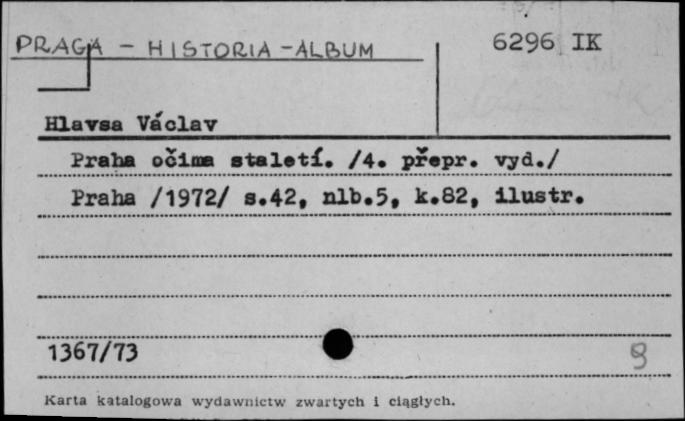 PRAGA - HISTORIA - ALBUM
6296 IK
Hlavsa Václav
Praha očima staletí. /4. přepr. vyd./
Praha /1972/ s.42, nlb.5, k.82, ilustr.
1367/73
9
Karta katalogowa wydawnictw zwartych i ciągłych.